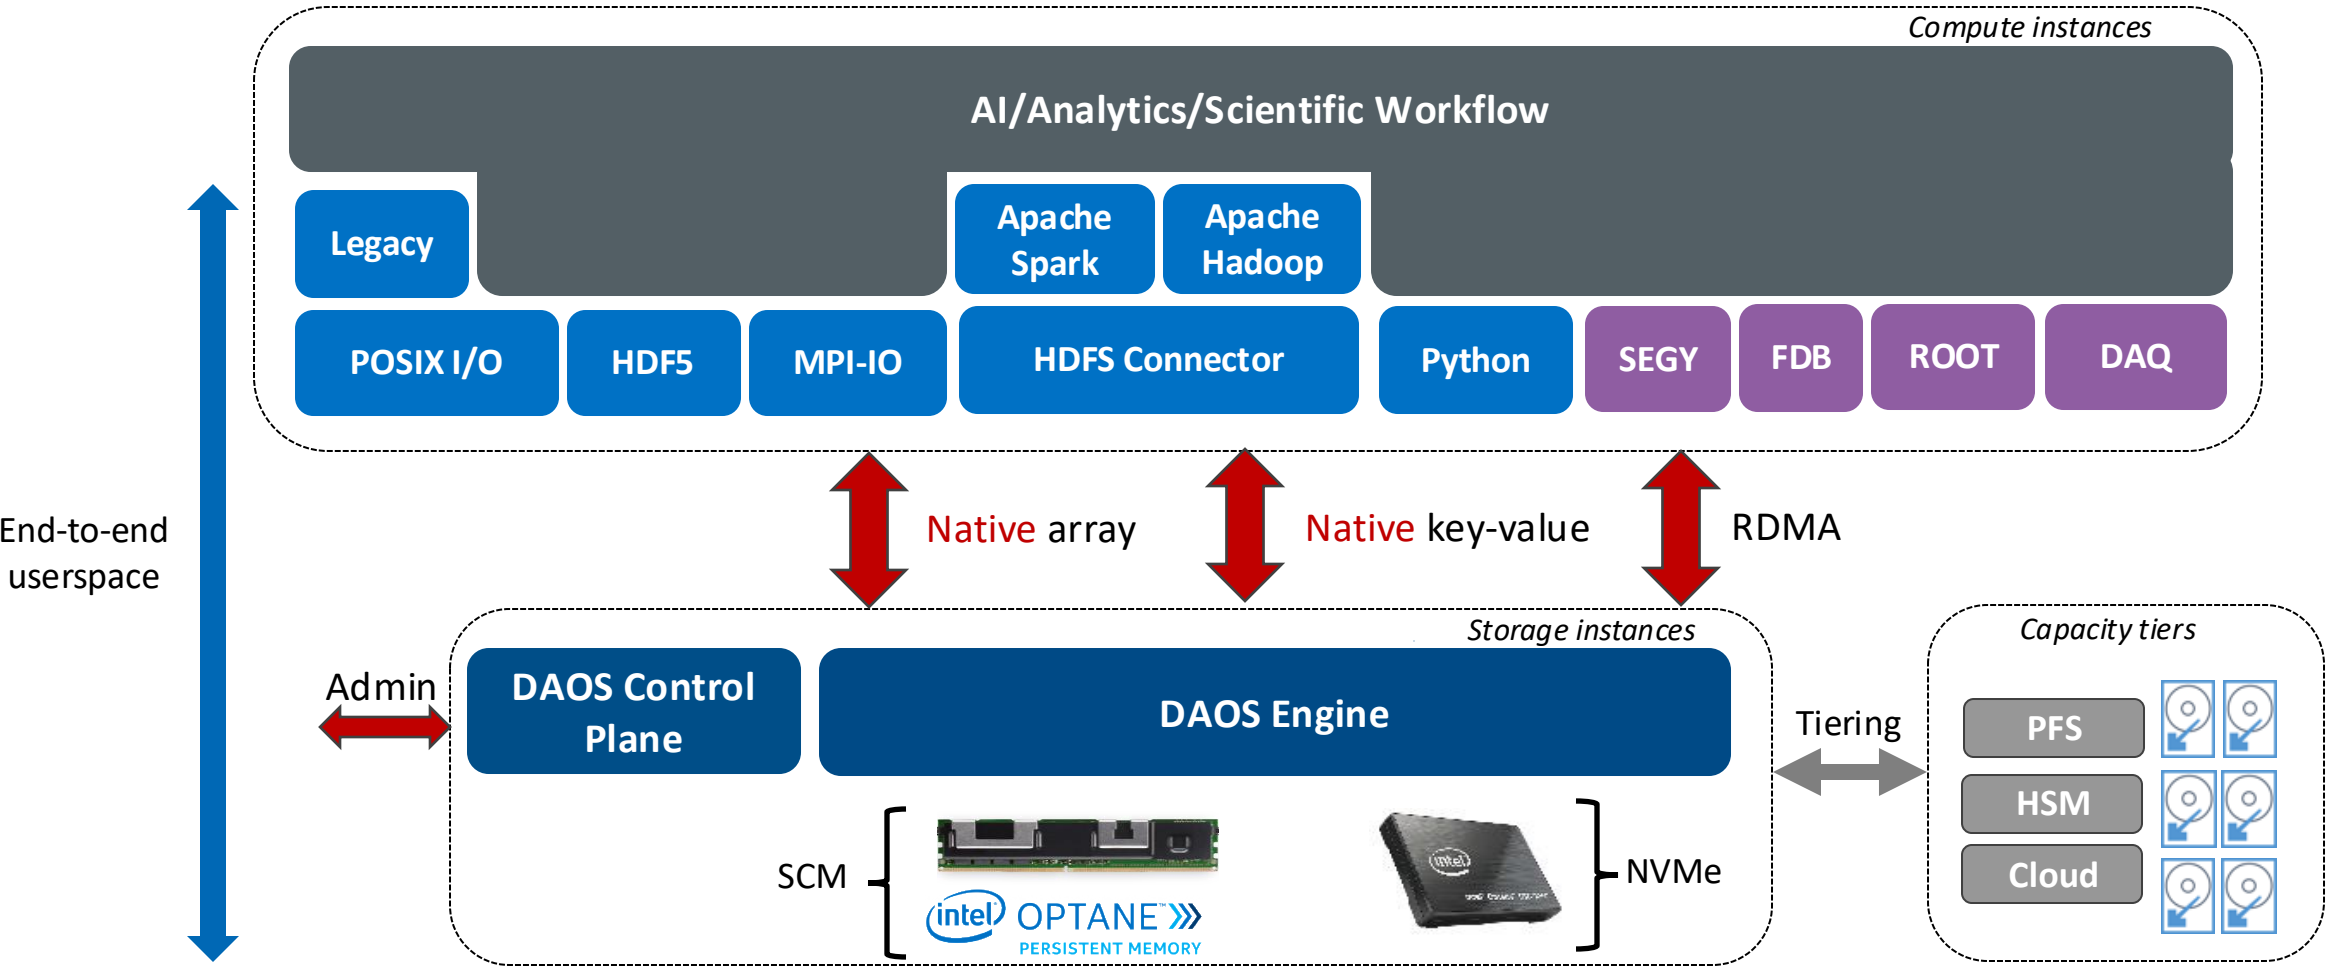 Compute instances
AI/Analytics/Scientific Workflow
Legacy
Apache
Spark
Apache
Hadoop
POSIX I/O
HDF5
MPI-IO
HDFS Connector
Python
SEGY
FDB
ROOT
DAQ
End-to-end
userspace
Native array
Native key-value
RDMA
Storage instances
Capacity tiers
Admin
DAOS Control
Plane
DAOS Engine
Tiering
PFS
HSM
Cloud
SCM
intel OPTANE™
PERSISTENT MEMORY
intel
NVMe